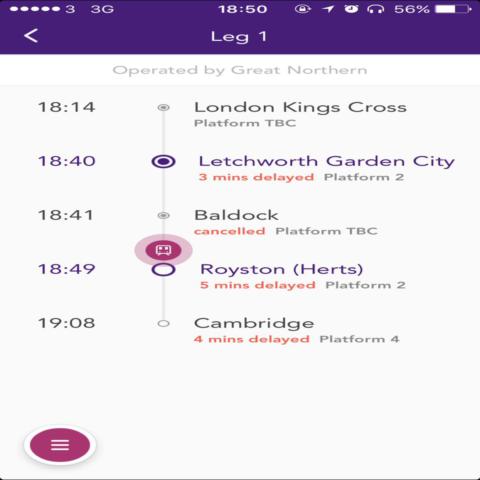 3 3G 18:50 56%
Leg 1
Operated by Great Northern
18:14 London Kings Cross
Platform TBC
18:40 Letchworth Garden City
3 mins delayed Platform 2
18:41 Baldock
cancelled Platform TBC
18:49 Royston (Herts)
5 mins delayed Platform 2
19:08 Cambridge
4 mins delayed Platform 4